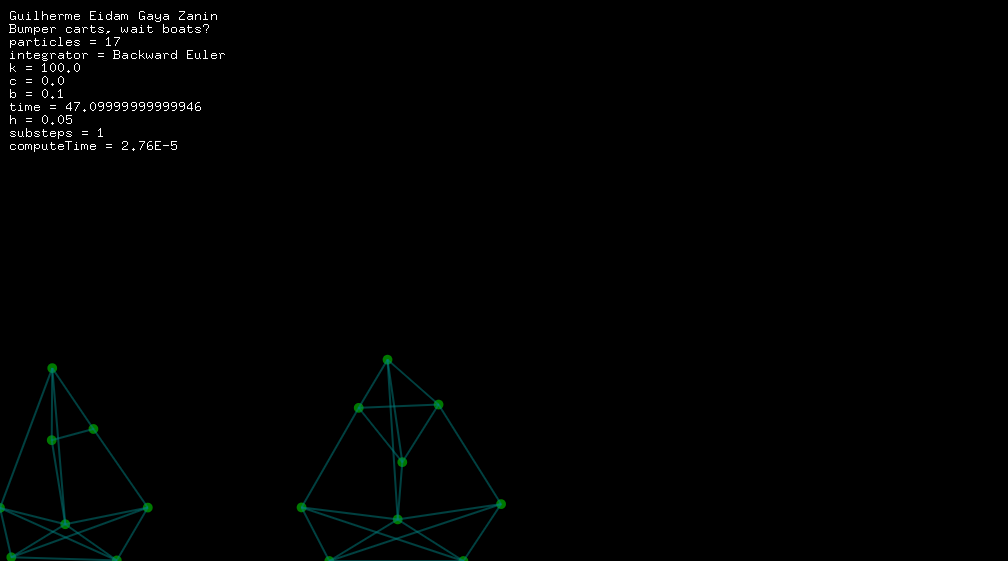 Guilherme Eidam Gaya Zanin
Bumper carts, wait boats?
particles = 17
integrator = Backward Euler
k = 100.0
c = 0.0
b = 0.1
time = 47.09999999999946
h = 0.05
substeps = 1
computeTime = 2.76E-5